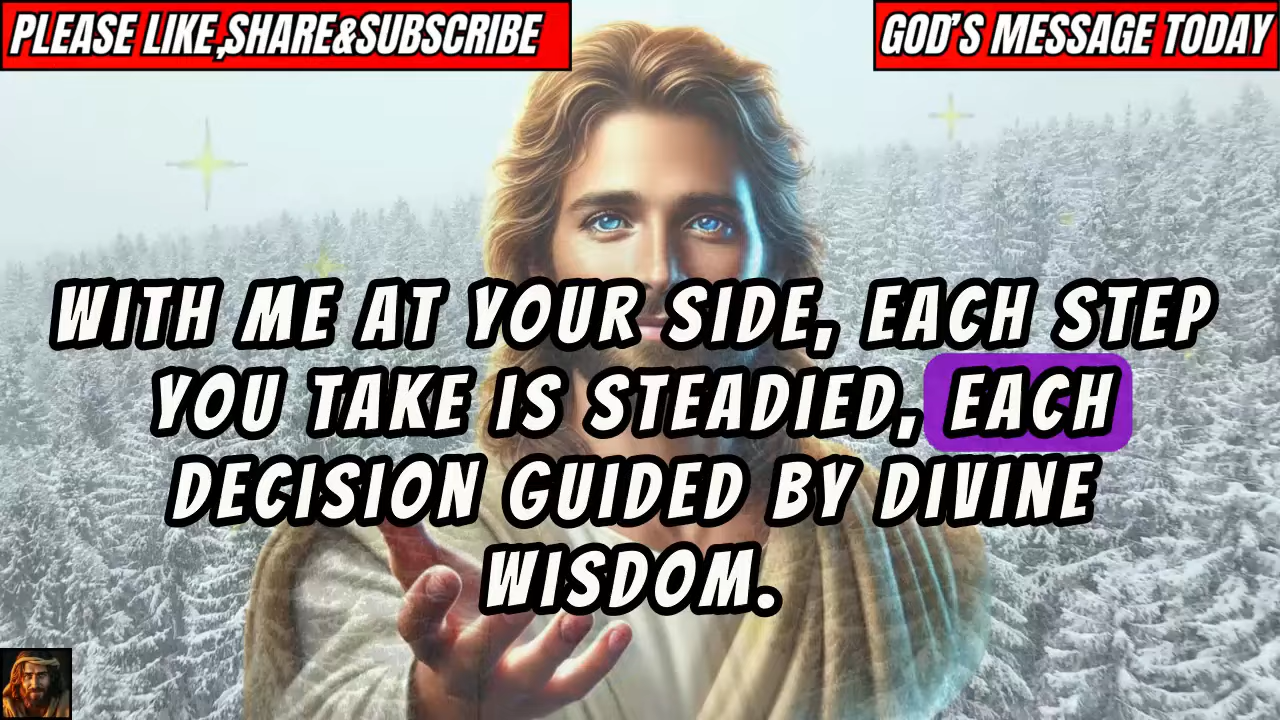 PLEASE LIKE,SHARE&SUBSCRIBE
GOD'S MESSAGE TODAY
WITH ME AT YOUR SIDE, EACH STEP
YOU TAKE IS STEADIED, EACH
DECISION GUIDED BY DIVINE
WISDOM.